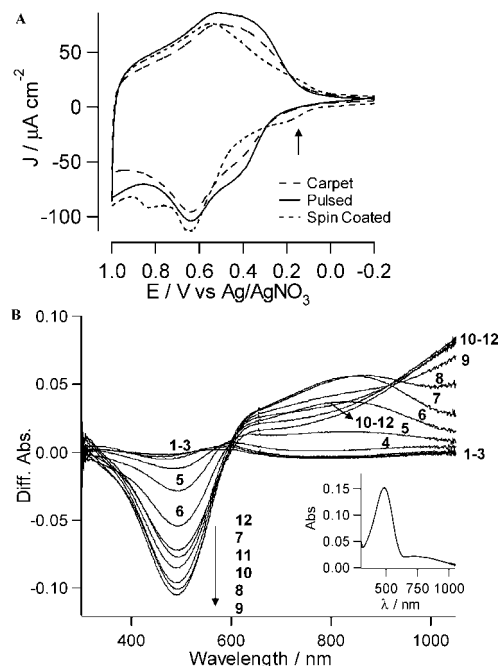 A
50
0
-50
-100
J / µA cm-2
Carpet
Pulsed
Spin Coated
1.0 0.8 0.6 0.4 0.2 0.0 -0.2
E / V vs Ag/AgNO3
B
0.10
0.05
0.00
-0.05
-0.10
Diff. Abs.
10-12
9
8
7
6
5
4
1-3
10-12
1-3
5
6
12
7
11
10
8
9
0.15
0.10
0.05
0.00
Abs
500 750 1000
λ / nm
400 600 800 1000
Wavelength / nm